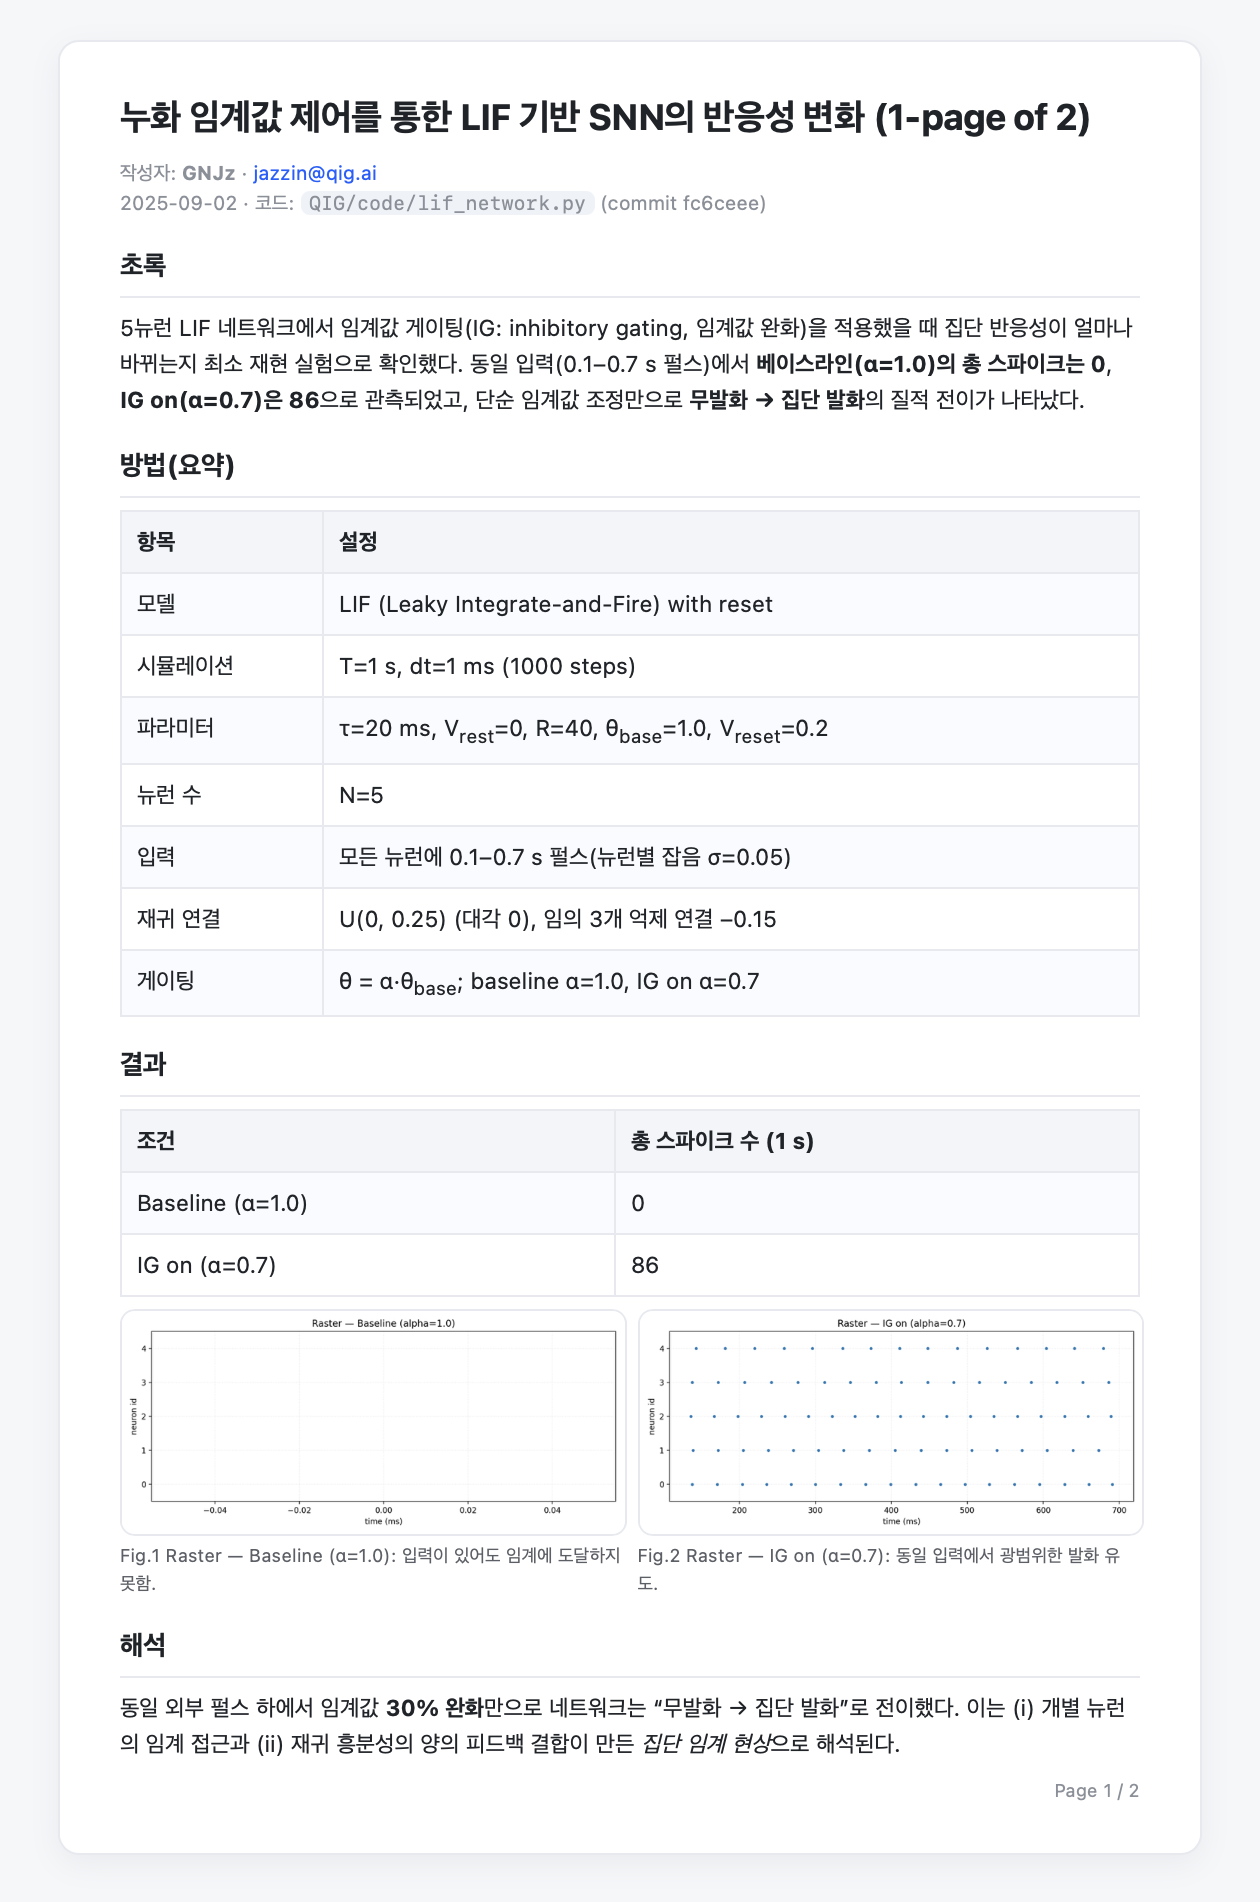 누화 임계값 제어를 통한 LIF 기반 SNN의 반응성 변화 (1-page of 2)
작성자: GNJz · jazzin@qig.ai
2025-09-02 · 코드: QIG/code/lif_network.py (commit fc6ceee)
초록
5뉴런 LIF 네트워크에서 임계값 게이팅(IG: inhibitory gating, 임계값 완화)을 적용했을 때 집단 반응성이 얼마나
바뀌는지 최소 재현 실험으로 확인했다. 동일 입력(0.1–0.7 s 펄스)에서 베이스라인(α=1.0)의 총 스파이크는 0,
IG on(α=0.7)은 86으로 관측되었고, 단순 임계값 조정만으로 무발화 → 집단 발화의 질적 전이가 나타났다.
방법(요약)
항목 설정
모델 LIF (Leaky Integrate-and-Fire) with reset
시뮬레이션 T=1 s, dt=1 ms (1000 steps)
파라미터 τ=20 ms, Vrest=0, R=40, θbase=1.0, Vreset=0.2
뉴런 수 N=5
입력 모든 뉴런에 0.1–0.7 s 펄스(뉴런별 잡음 σ=0.05)
재귀 연결 U(0, 0.25) (대각 0), 임의 3개 억제 연결 −0.15
게이팅 θ = α·θbase; baseline α=1.0, IG on α=0.7
결과
조건 총 스파이크 수 (1 s)
Baseline (α=1.0) 0
IG on (α=0.7) 86
Raster — Baseline (alpha=1.0)
4
3
2
1
0
neuron id
−0.04 −0.02 0.00 0.02 0.04
time (ms)
Fig.1 Raster — Baseline (α=1.0): 입력이 있어도 임계에 도달하지
못함.
Raster — IG on (alpha=0.7)
4
3
2
1
0
neuron id
200 300 400 500 600 700
time (ms)
Fig.2 Raster — IG on (α=0.7): 동일 입력에서 광범위한 발화 유
도.
해석
동일 외부 펄스 하에서 임계값 30% 완화만으로 네트워크는 “무발화 → 집단 발화”로 전이했다. 이는 (i) 개별 뉴런
의 임계 접근과 (ii) 재귀 흥분성의 양의 피드백 결합이 만든 집단 임계 현상으로 해석된다.
Page 1 / 2